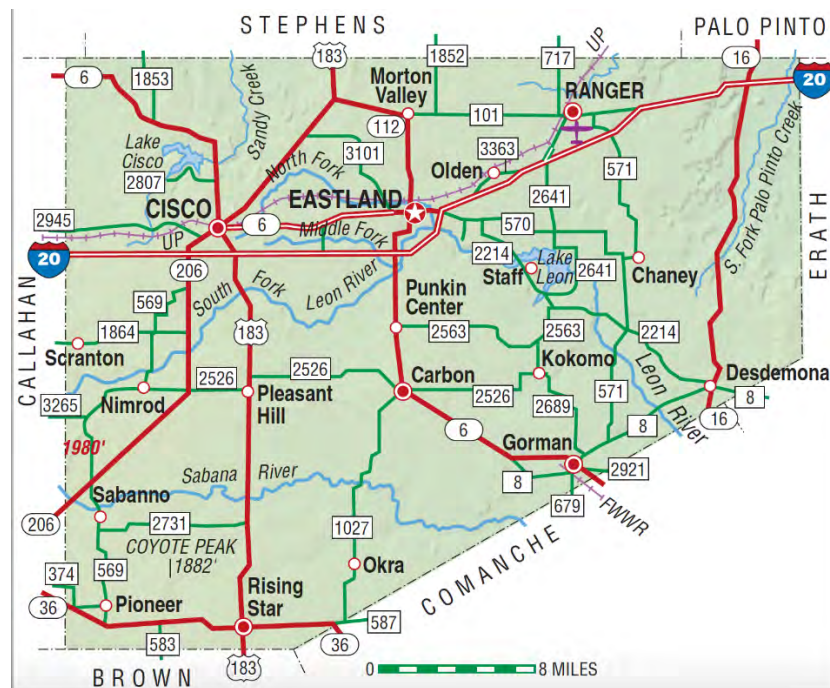 STEPHENS
PALO PINTO
183
1852
717
UP
16
6
1853
Morton
Valley
RANGER
20
Sandy Creek
112
101
Lake
Cisco
North Fork
3101
3363
Olden
571
2807
EASTLAND
2641
S. Fork Palo Pinto Creek
ERATH
CISCO
2945
UP
6
Middle Fork
570
20
206
2214
Staff
Lake
Leon
2641
Chaney
CALLAHAN
569
South Fork
Leon River
Punkin
Center
1864
183
2563
2563
2214
Scranton
Kokomo
Leon River
Desdemona
Nimrod
2526
Pleasant
Hill
2526
Carbon
2526
571
8
3265
2689
16
1980'
6
8
Gorman
Sabana River
8
2921
Sabanno
679
FWWR
206
2731
1027
COYOTE PEAK
1882'
COMANCHE
374
569
Okra
36
Pioneer
Rising
Star
587
583
36
183
BROWN
0
8 MILES